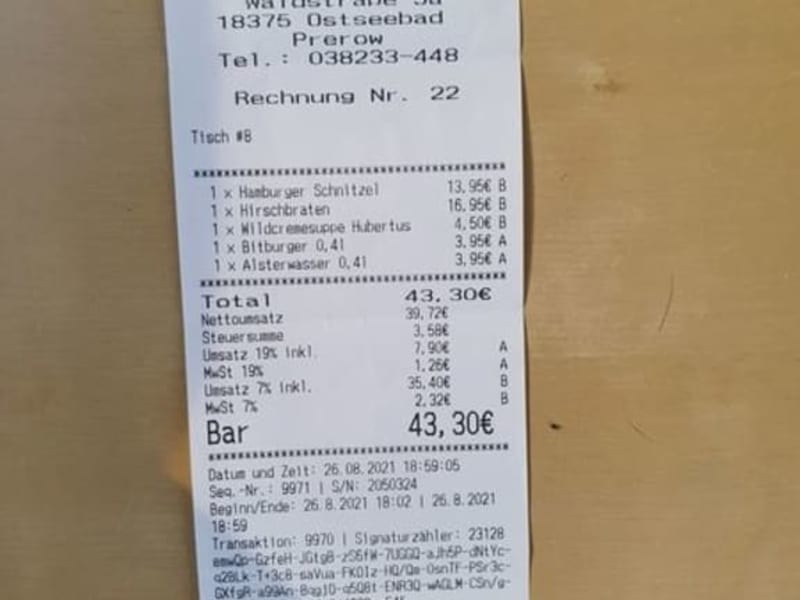 18375 Ostseebad
Prerow
Tel.: 038233-448
Rechnung Nr. 22
Tisch #8
1 x Hamburger Schnitzel 13,95€ B
1 x Hirschbraten 16,95€ B
1 x Wildcremesuppe Hubertus 4,50€ B
1 x Bitburger 0,4l 3,95€ A
1 x Alsterwasser 0,4l 3,95€ A
Total 43,30€
Nettoumsatz 39,72€
Steuersumme 3,58€
Umsatz 19% inkl. 7,90€ A
MwSt 19% 1,26€ A
Umsatz 7% inkl. 35,40€ B
MwSt 7% 2,32€ B
Bar 43,30€
Datum und Zeit: 26.08.2021 18:59:05
Seq.-Nr.: 9971 | S/N: 2050324
Beginn/Ende: 26.8.2021 18:02 | 26.8.2021
18:59
Transaktion: 9970 | Signaturzähler: 23128